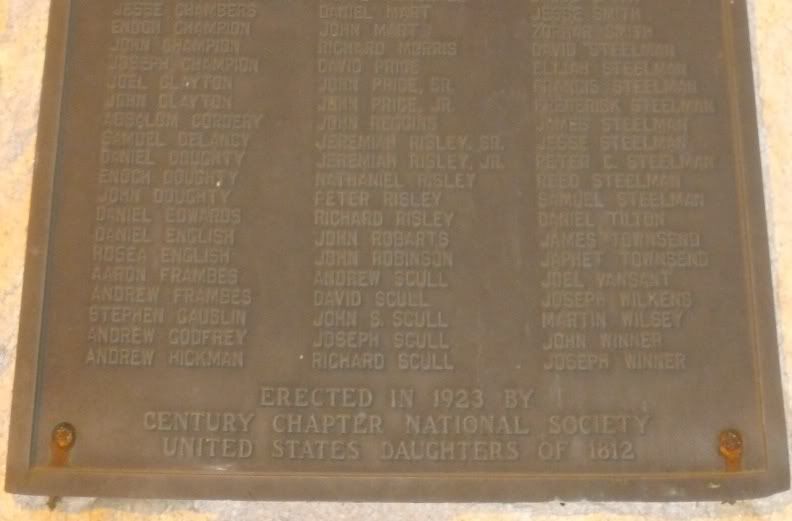 JESSE CHAMBERS DANIEL MART JESSE SMITH
ENOCH CHAMPION JOHN MART SMITH
JOHN CHAMPION RICHARD MORRIS DAVID STEELMAN
JOSEPH CHAMPION DAVID PRICE ELIJAH STEELMAN
JOEL CLAYTON JOHN PRICE, SR. FRANCIS STEELMAN
JOHN CLAYTON JOHN PRICE, JR. FREDERISK STEELMAN
ABSALOM CORDERY JOHN REGGINS JAMES STEELMAN
SAMUEL DELANCY JEREMIAH RISLEY, SR. JESSE STEELMAN
DANIEL DOUGHTY JEREMIAH RISLEY, JR. PETER C. STEELMAN
ENOCH DOUGHTY NATHANIEL RISLEY REED STEELMAN
JOHN DOUGHTY PETER RISLEY SAMUEL STEELMAN
DANIEL EDWARDS RICHARD RISLEY DANIEL TILTON
DANIEL ENGLISH JOHN ROBARTS JAMES TOWNSEND
HOSEA ENGLISH JOHN ROBINSON JAPHET TOWNSEND
AARON FRAMBES ANDREW SCULL JOEL VANSANT
ANDREW FRAMBES DAVID SCULL JOSEPH WILKENS
STEPHEN GAUSLIN JOHN S. SCULL MARTIN WILSEY
ANDREW GODFREY JOSEPH SCULL JOHN WINNER
ANDREW HICKMAN RICHARD SCULL JOSEPH WINNER
ERECTED IN 1923 BY
CENTURY CHAPTER NATIONAL SOCIETY
UNITED STATES DAUGHTERS OF 1812